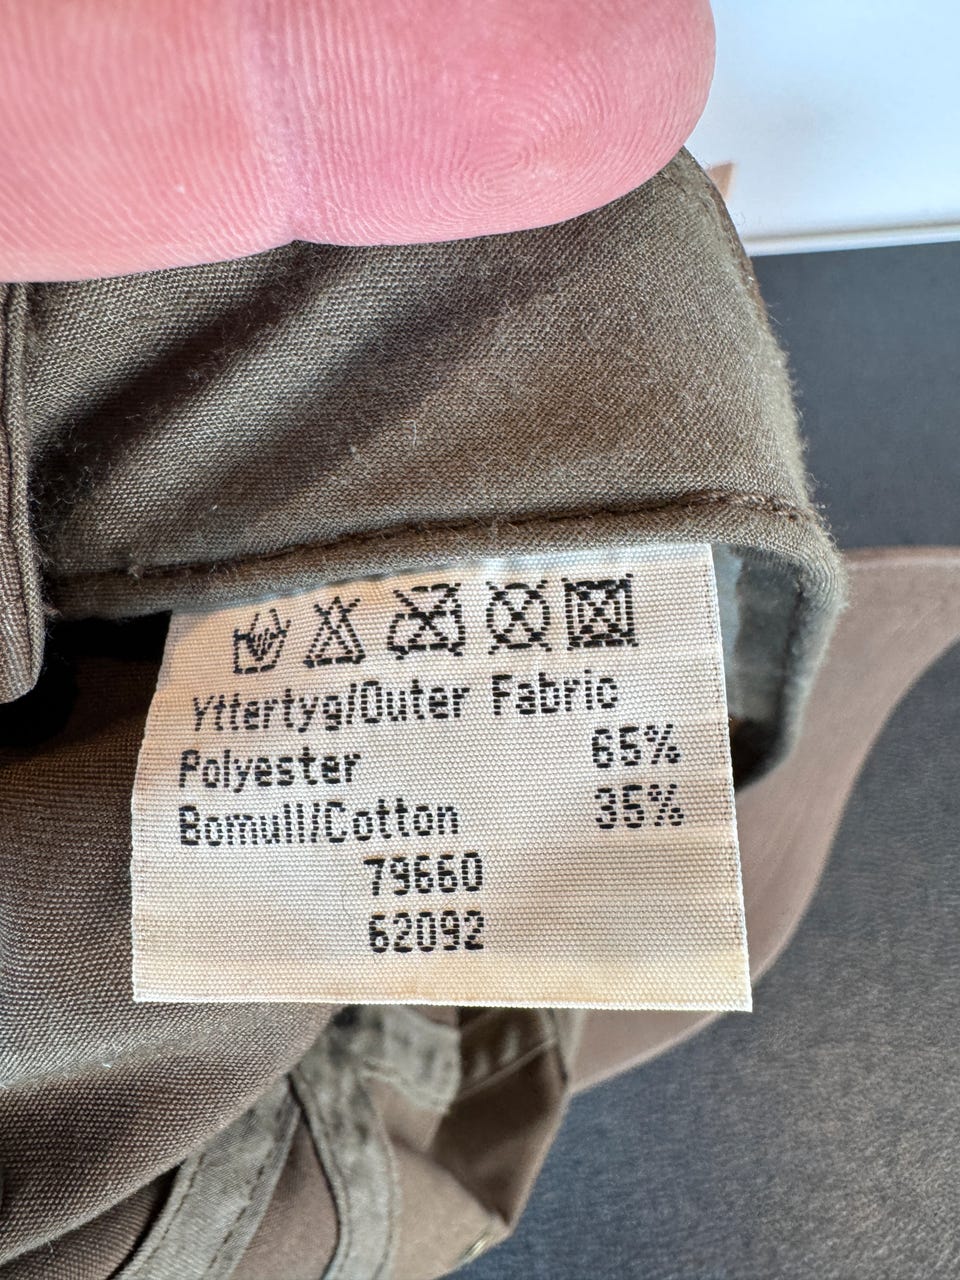 Yttertyg/Outer Fabric
Polyester 65%
Bomull/Cotton 35%
79660
62092